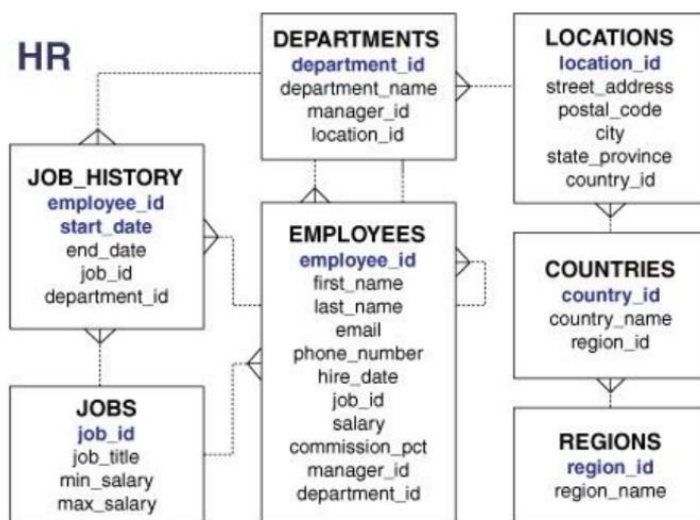 HR
DEPARTMENTS
department_id
department_name
manager_id
location_id
LOCATIONS
location_id
street_address
postal_code
city
state_province
country_id
JOB_HISTORY
employee_id
start_date
end_date
job_id
department_id
EMPLOYEES
employee_id
first_name
last_name
email
phone_number
hire_date
job_id
salary
commission_pct
manager_id
department_id
COUNTRIES
country_id
country_name
region_id
JOBS
job_id
job_title
min_salary
max_salary
REGIONS
region_id
region_name